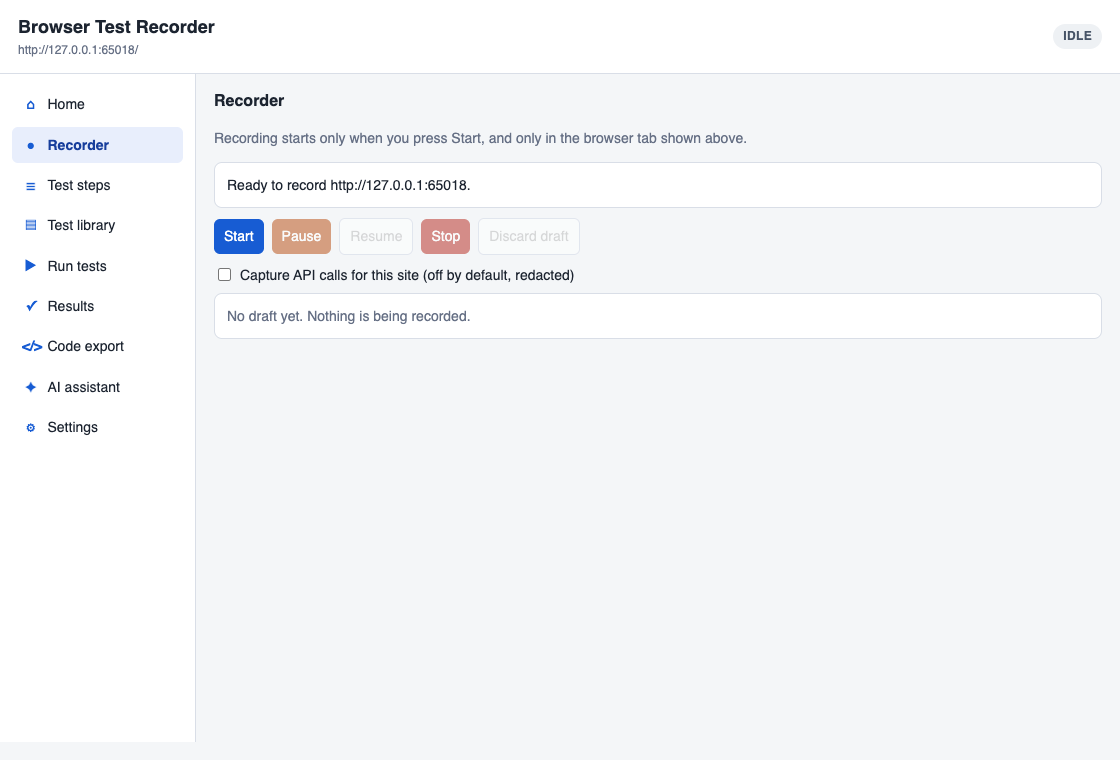 Browser Test Recorder
http://127.0.0.1:65018/
IDLE
Home
Recorder
Test steps
Test library
Run tests
Results
</> Code export
AI assistant
Settings
Recorder
Recording starts only when you press Start, and only in the browser tab shown above.
Ready to record http://127.0.0.1:65018.
Start Pause Resume Stop Discard draft
Capture API calls for this site (off by default, redacted)
No draft yet. Nothing is being recorded.